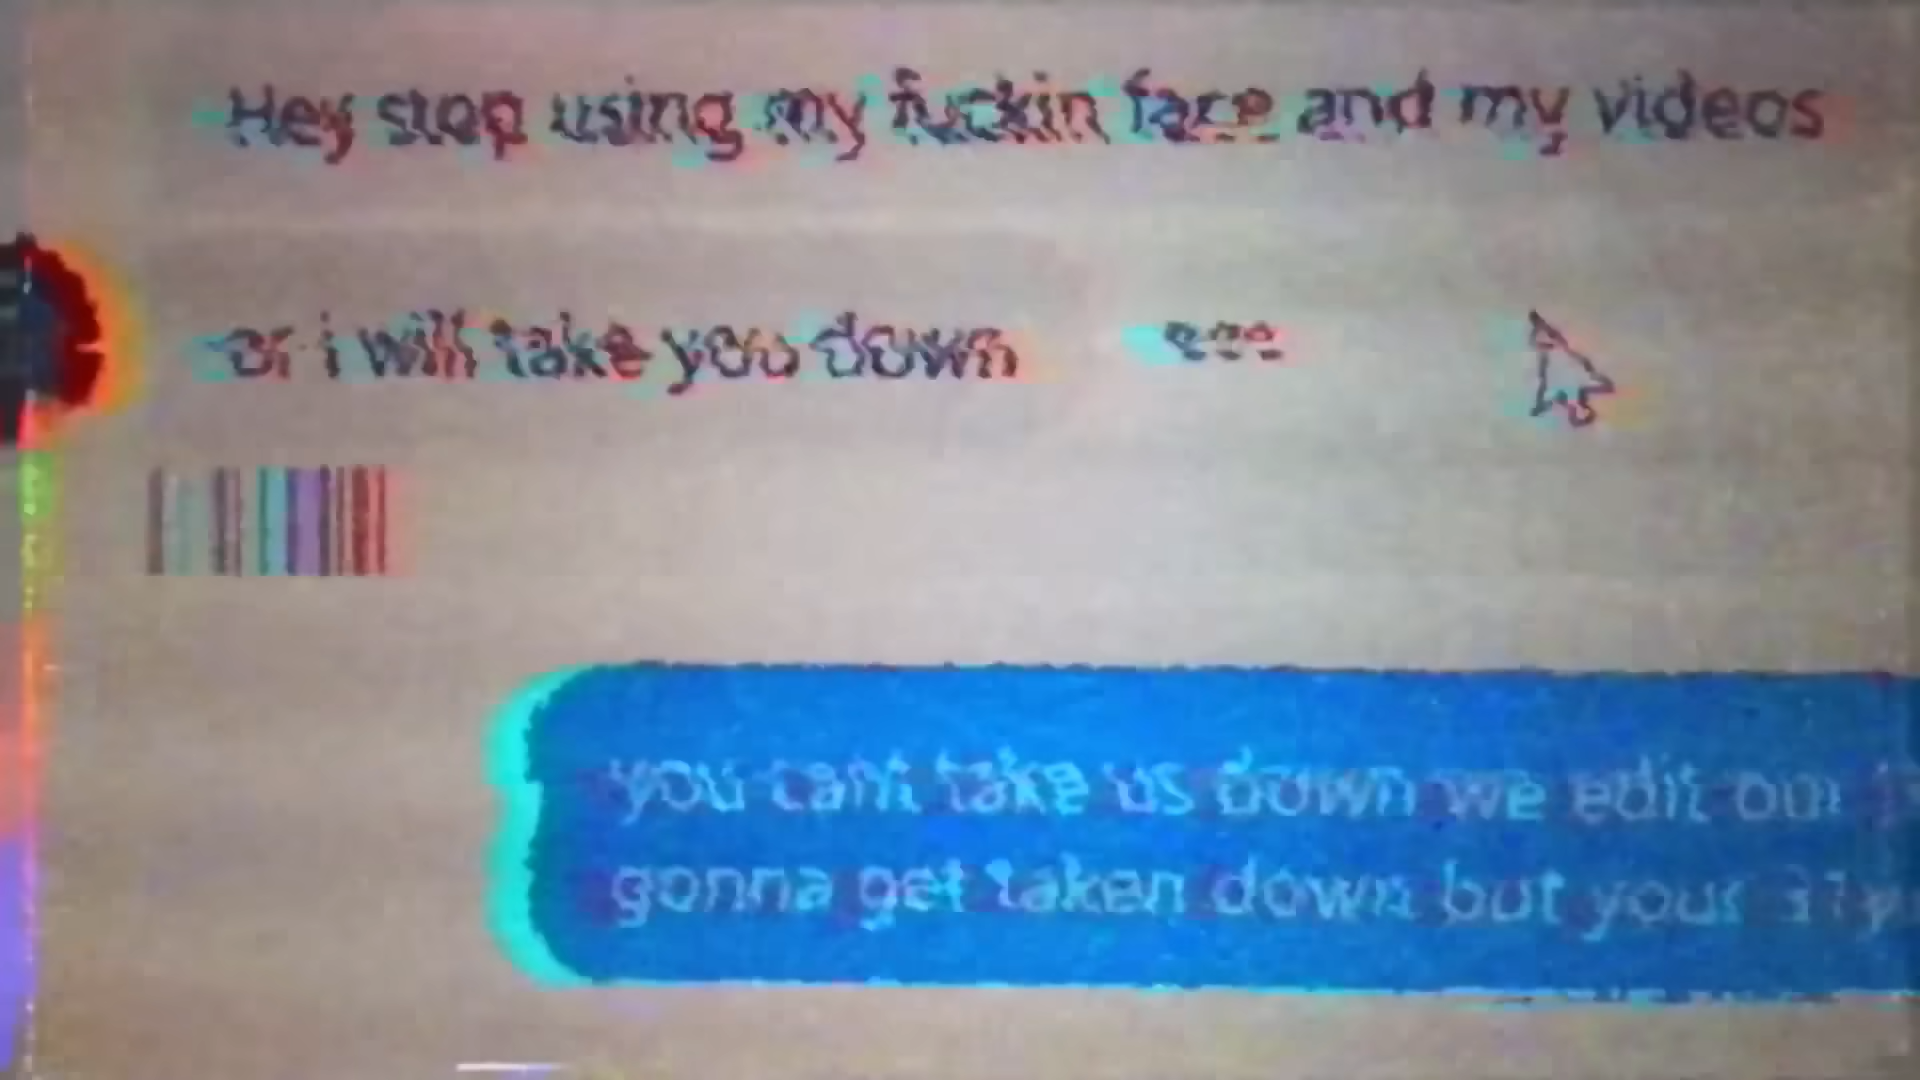 Hey stop using my fuckin face and my videos
or i will take you down
you cant take us down we edit our
gonna get taken down but your